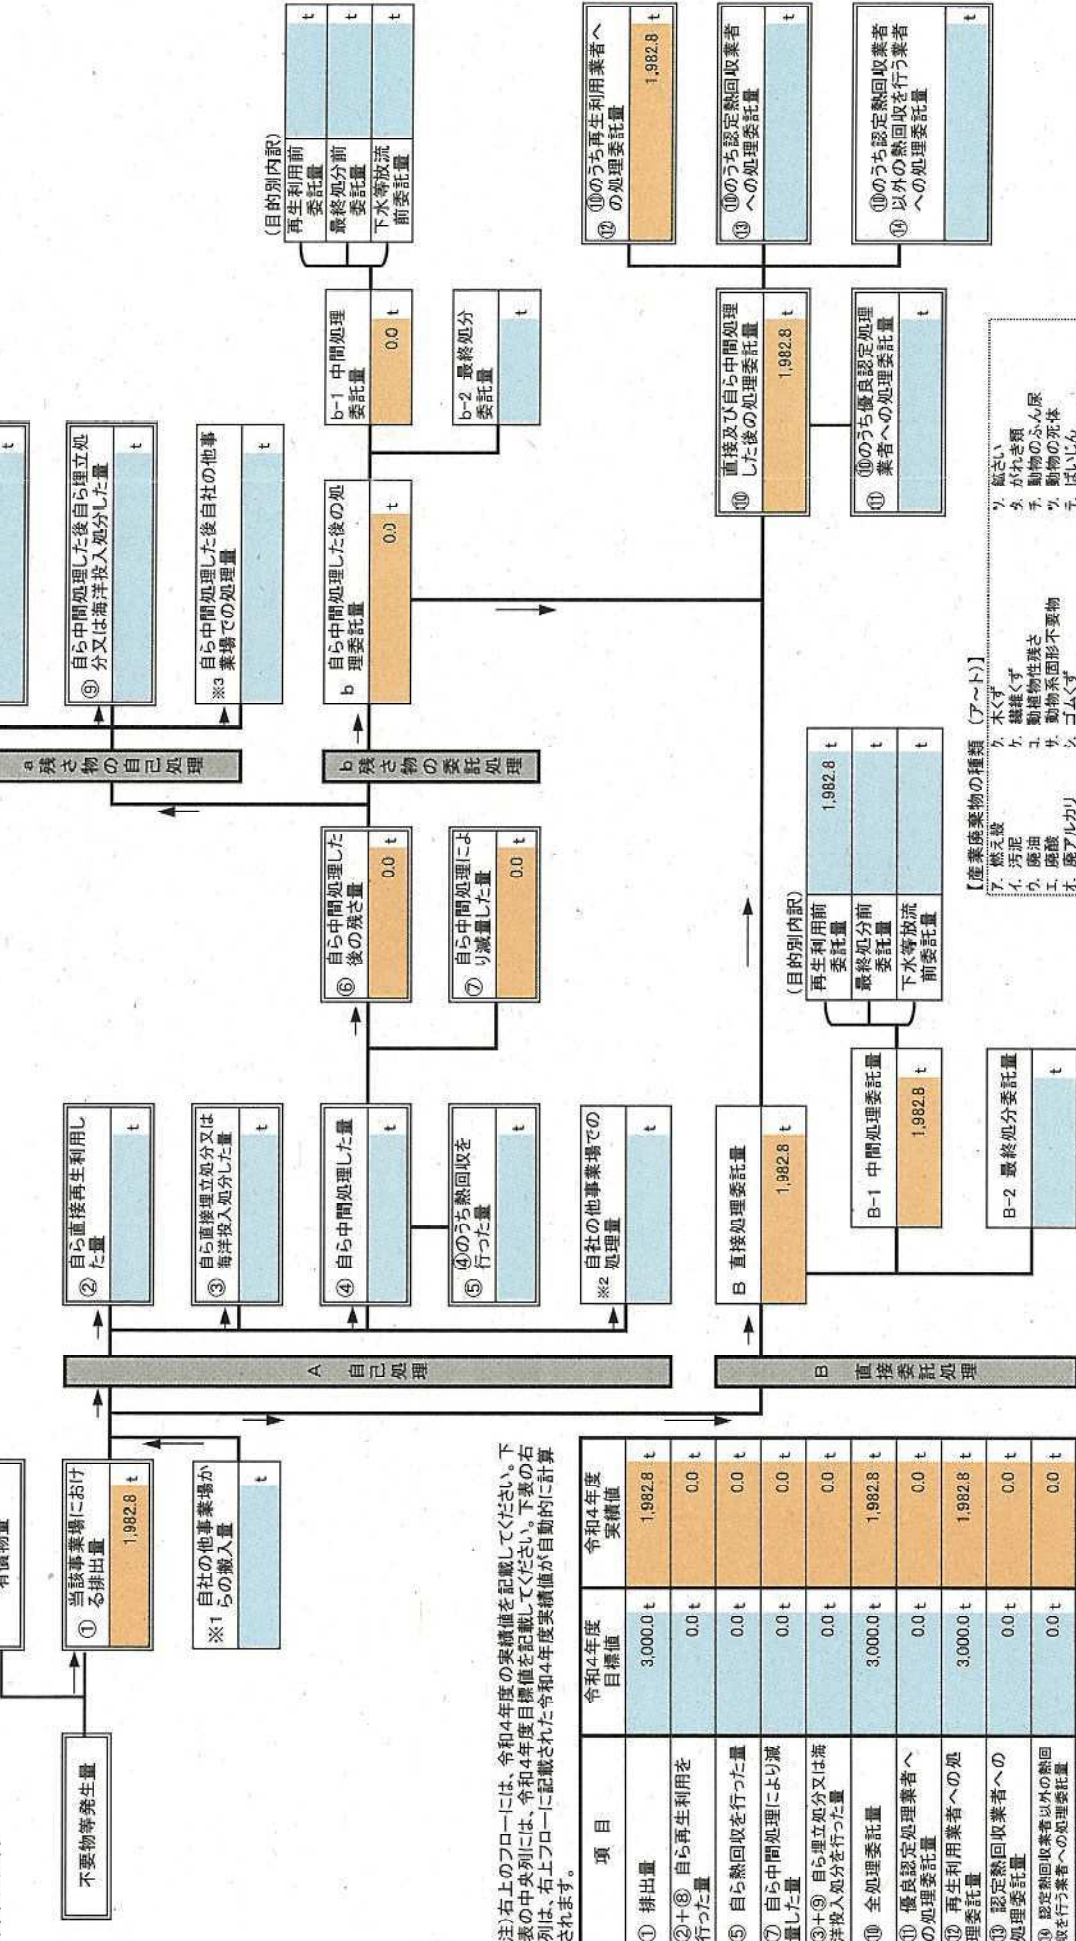 有償物量
不要物等発生量
① 当該事業場におけ
る排出量
1,982.8 t
※1 自社の他事業場か
らの搬入量
t
A 自己処理
② 自ら直接再生利用し
た量
t
③ 自ら直接埋立処分又は
海洋投入処分した量
t
④ 自ら中間処理した量
t
⑤ ④のうち熱回収を
行った量
t
※2 自社の他事業場での
処理量
t
⑥ 自ら中間処理した
後の残さ量
0.0 t
⑦ 自ら中間処理によ
り減量した量
0.0 t
a 残さ物の自己処理
t
⑨ 自ら中間処理した後自ら埋立処
分又は海洋投入処分した量
t
※3 自ら中間処理した後自社の他事
業場での処理量
t
b 残さ物の委託処理
b 自ら中間処理した後の処
理委託量
0.0 t
b-1 中間処理
委託量
0.0 t
b-2 最終処分
委託量
t
(目的別内訳)
再生利用前
委託量
t
最終処分前
委託量
t
下水等放流
前委託量
t
B 直接委託処理
B 直接処理委託量
1,982.8 t
B-1 中間処理委託量
1,982.8 t
B-2 最終処分委託量
t
(目的別内訳)
再生利用前
委託量
1,982.8 t
最終処分前
委託量
t
下水等放流
前委託量
t
⑩ 直接及び自ら中間処理
した後の処理委託量
1,982.8 t
⑪ ⑩のうち優良認定処理
業者への処理委託量
t
⑫ ⑩のうち再生利用業者へ
の処理委託量
1,982.8 t
⑬ ⑩のうち認定熱回収業者
への処理委託量
t
⑭ ⑩のうち認定熱回収業者
以外の熱回収を行う業者
への処理委託量
t
注)右上のフローには、令和4年度の実績値を記載してください。下
表の中央列には、令和4年度目標値を記載してください。下表の右
列は、右上フローに記載された令和4年度実績値が自動的に計算
されます。
項 目 令和4年度
目標値 令和4年度
実績値
① 排出量 3,000.0 t 1,982.8 t
②+⑧ 自ら再生利用を
行った量 0.0 t 0.0 t
⑤ 自ら熱回収を行った量 0.0 t 0.0 t
⑦ 自ら中間処理により減
量した量 0.0 t 0.0 t
③+⑨ 自ら埋立処分又は海
洋投入処分を行った量 0.0 t 0.0 t
⑩ 全処理委託量 3,000.0 t 1,982.8 t
⑪ 優良認定処理業者へ
の処理委託量 0.0 t 0.0 t
⑫ 再生利用業者への処
理委託量 3,000.0 t 1,982.8 t
⑬ 認定熱回収業者への
処理委託量 0.0 t 0.0 t
⑭ 認定熱回収業者以外の熱回
収を行う業者への処理委託量 0.0 t 0.0 t
【産業廃棄物の種類 (ア~ト)】
ア. 燃え殻
イ. 汚泥
ウ. 廃油
エ. 廃酸
オ. 廃アルカリ
ク. 木くず
ケ. 繊維くず
コ. 動植物性残さ
サ. 動物系固形不要物
シ. ゴムくず
ソ. 鉱さい
タ. がれき類
チ. 動物のふん尿
ツ. 動物の死体
テ. ばいじん